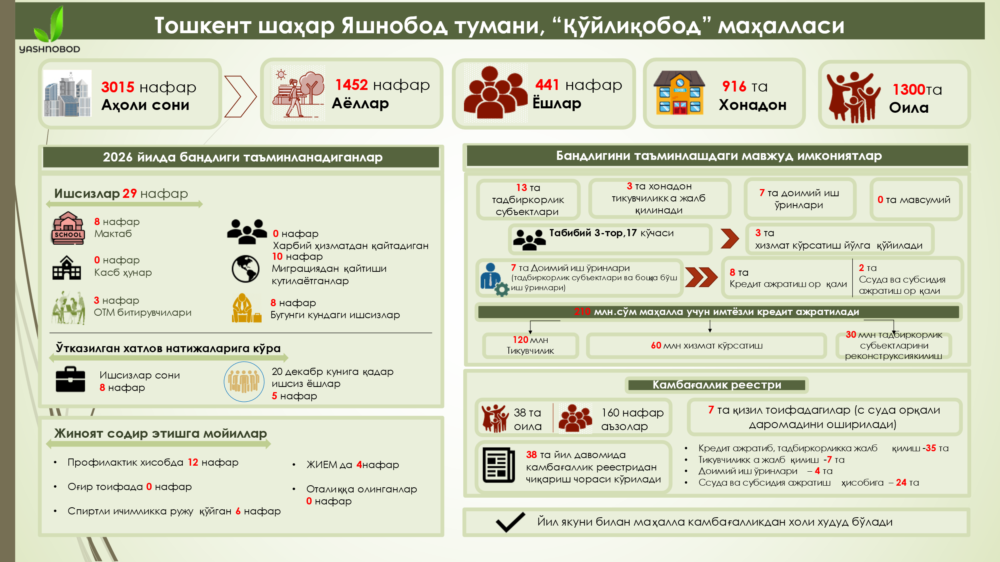 Тошкент шаҳар Яшнобод тумани, “Қўйлиқобод” маҳалласи
YASHNOBOD
3015 нафар
Аҳоли сони
1452 нафар
Аёллар
441 нафар
Ёшлар
916 та
Хонадон
1300та
Оила
2026 йилда бандлиги таъминланадиганлар
Ишсизлар 29 нафар
8 нафар
Мактаб
0 нафар
Касб ҳунар
3 нафар
ОТМ битирувчилари
0 нафар
Харбий ҳизматдан қайтадиган
10 нафар
Миграциядан қайтиши
кутилаётганлар
8 нафар
Бугунги кундаги ишсизлар
Ўтказилган хатлов натижаларига кўра
Ишсизлар сони
8 нафар
20 декабр кунига қадар
ишсиз ёшлар
5 нафар
Жиноят содир этишга мойиллар
• Профилактик хисобда 12 нафар
• Оғир тоифада 0 нафар
• Спиртли ичимликка ружу қўйган 6 нафар
• ЖИЕМ да 4нафар
• Оталиққа олинганлар
0 нафар
Бандлигини таъминлашдаги мавжуд имкониятлар
13 та
тадбиркорлик
субъектлари
3 та хонадон
тикувчиликк а жалб
қилинади
7 та доимий иш
ўринлари
0 та мавсумий
Табибий 3-тор,17 кўчаси
3 та
хизмат кўрсатиш йўлга қўйилади
7 та Доимий иш ўринлари
(тадбиркорлик субъектлари ва бошқа бўш
иш ўринлари)
8 та
Кредит ажратиш ор қали
2 та
Ссуда ва субсидия
ажратиш ор қали
210 млн.сўм маҳалла учун имтёзли кредит ажратилади
120 млн
Тикувчилик
60 млн хизмат кўрсатиш
30 млн тадбиркорлик
субьектларини
реконструксиякилиш
Камбағаллик реестри
38 та
оила
160 нафар
аъзолар
7 та қизил тоифадагилар (с суда орқали
даромадини оширилади)
38 та йил давомида
камбағаллик реестридан
чиқариш чораси кўрилади
• Кредит ажратиб, тадбиркорликка жалб қилиш -35 та
• Тикувчиликк а жалб қилиш -7 та
• Доимий иш ўринлари – 4 та
• Ссуда ва субсидия ажратиш ҳисобига – 24 та
Йил якуни билан маҳалла камбағалликдан холи худуд бўлади